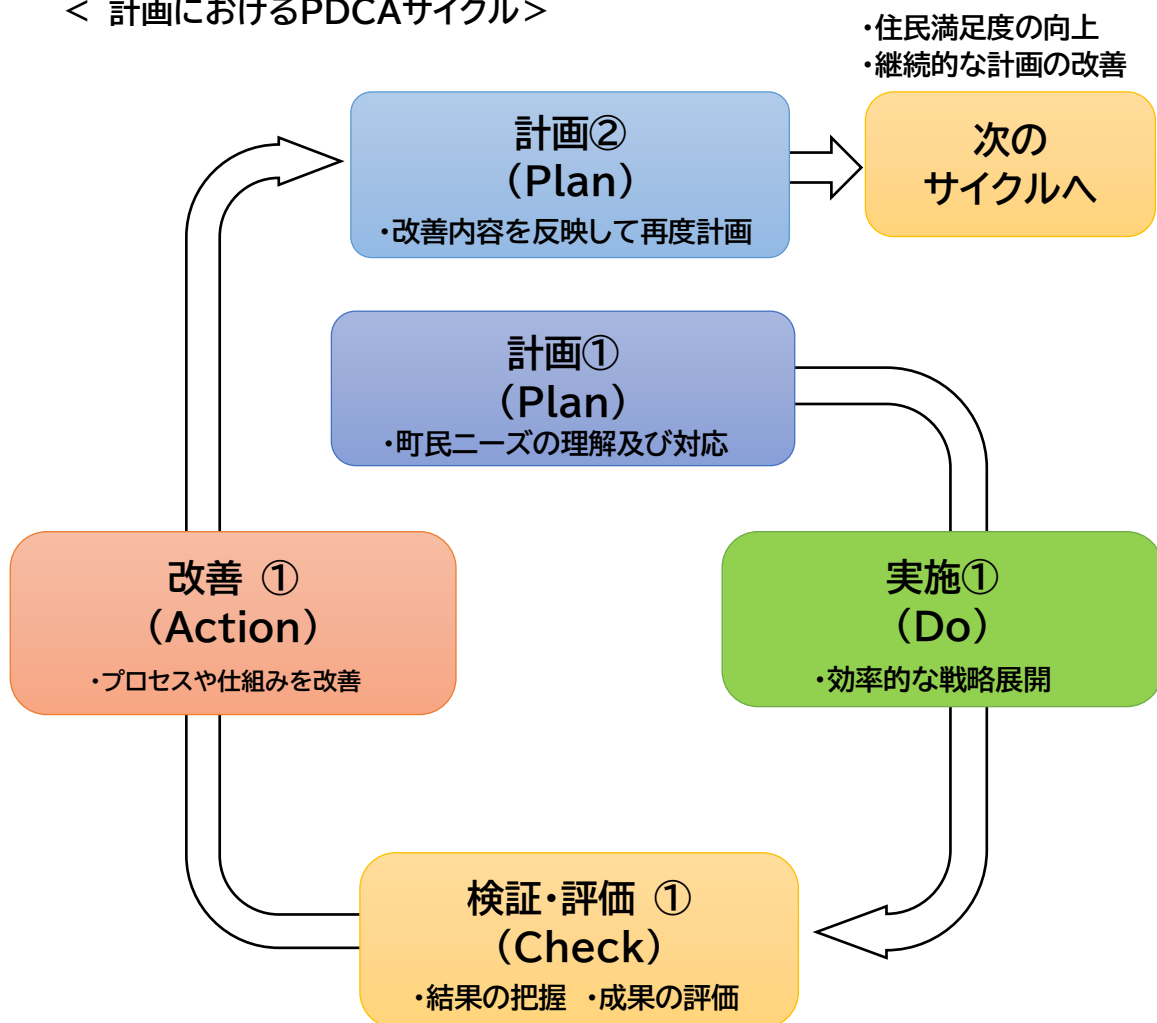 < 計画におけるPDCAサイクル>
・住民満足度の向上
・継続的な計画の改善
計画②
(Plan)
・改善内容を反映して再度計画
次の
サイクルへ
計画①
(Plan)
・町民ニーズの理解及び対応
改善 ①
(Action)
・プロセスや仕組みを改善
実施①
(Do)
・効率的な戦略展開
検証・評価 ①
(Check)
・結果の把握 ・成果の評価